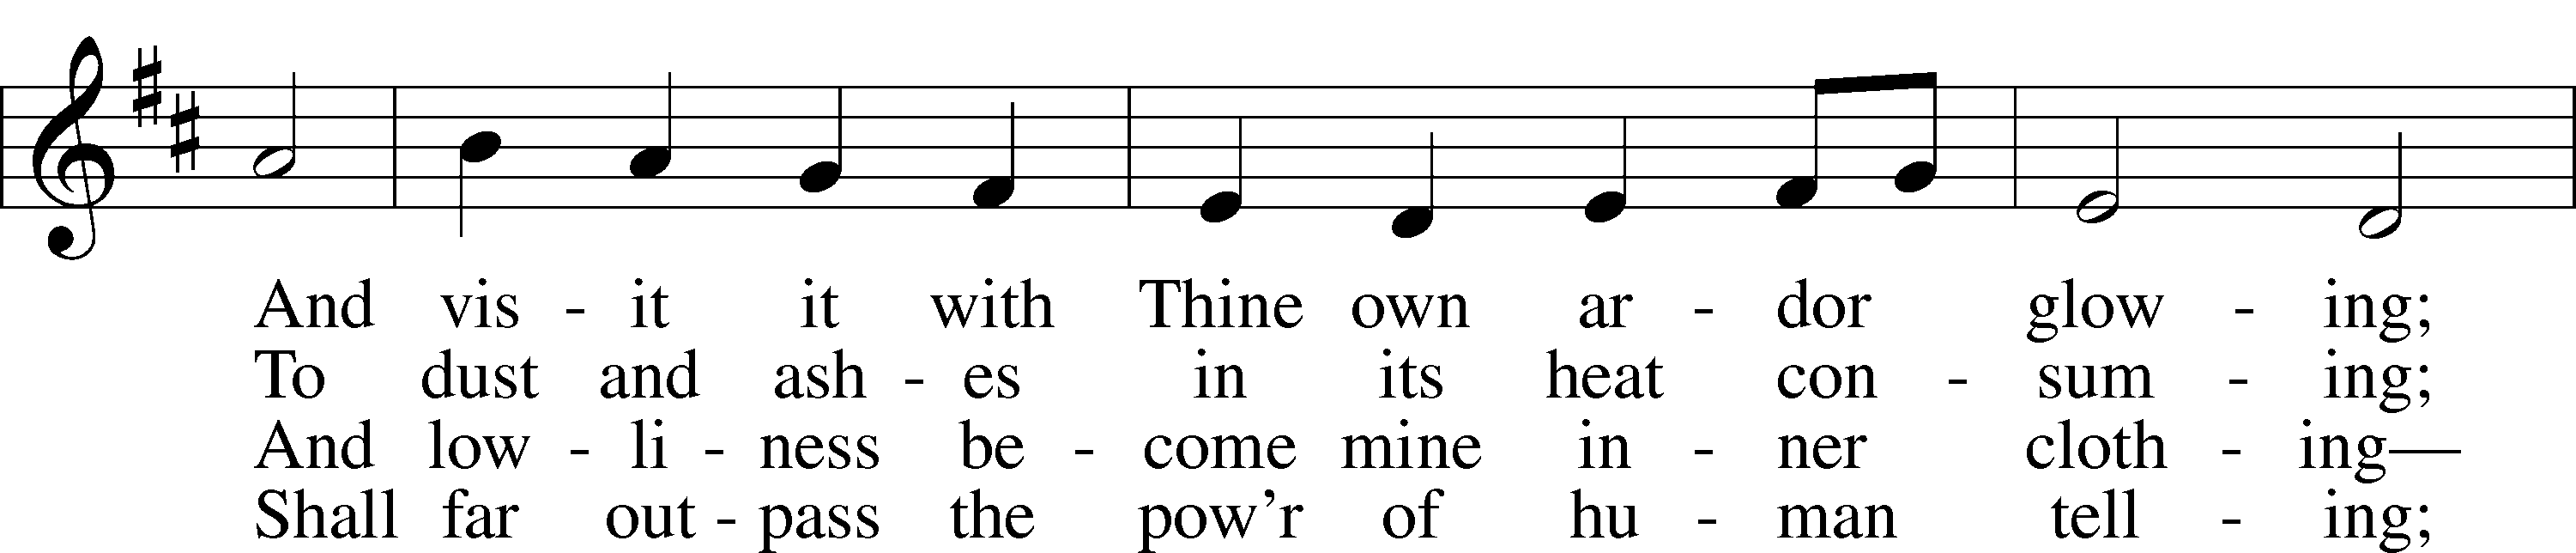 And vis - it it with Thine own ar - dor glow - ing;
To dust and ash - es in its heat con - sum - ing;
And low - li - ness be - come mine in - ner cloth - ing—
Shall far out - pass the pow'r of hu - man tell - ing;